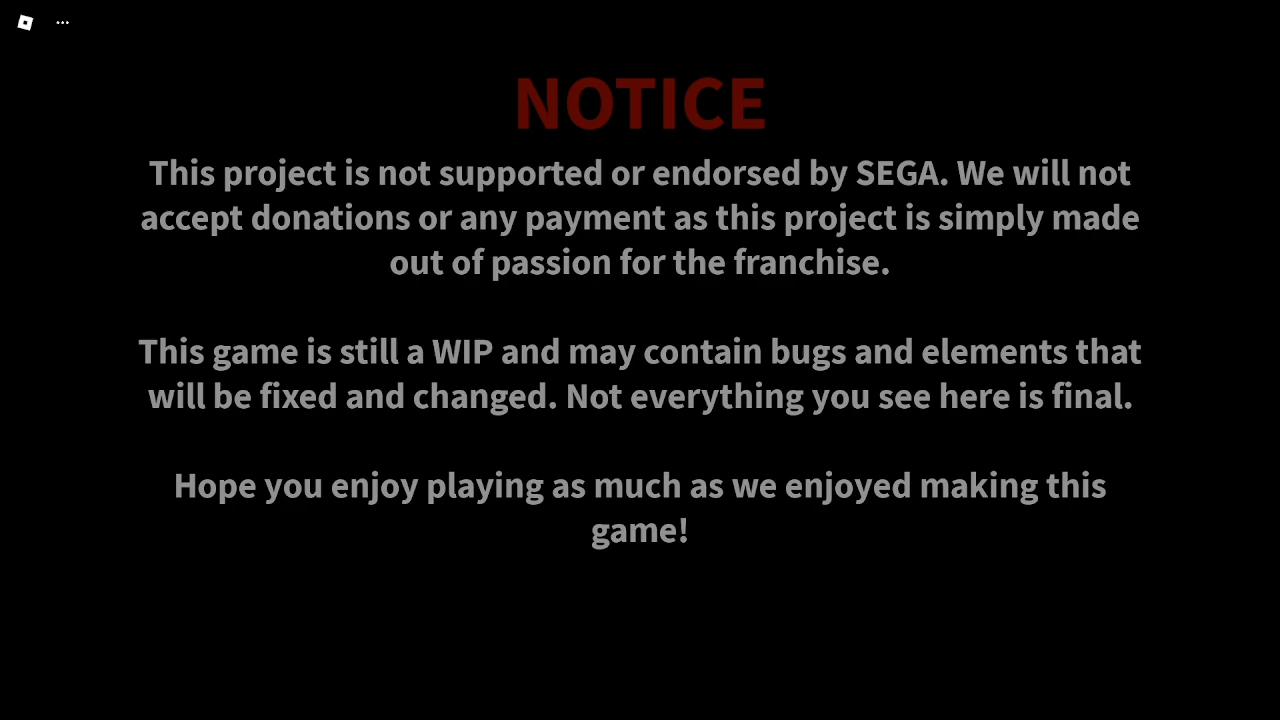 NOTICE
This project is not supported or endorsed by SEGA. We will not
accept donations or any payment as this project is simply made
out of passion for the franchise.
This game is still a WIP and may contain bugs and elements that
will be fixed and changed. Not everything you see here is final.
Hope you enjoy playing as much as we enjoyed making this
game!